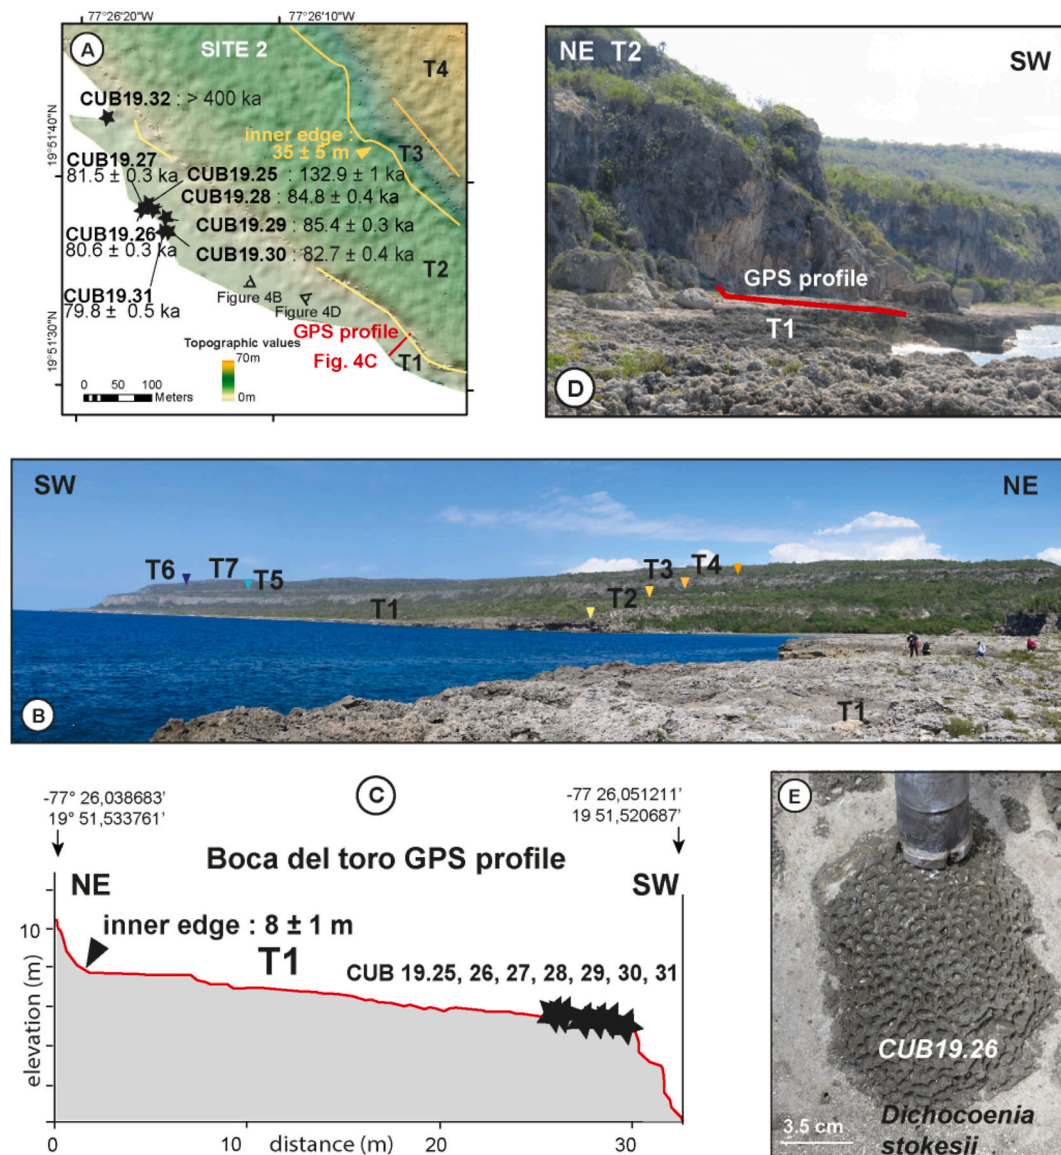 77°26'20"W
77°26'10"W
A
SITE 2
T4
CUB19.32 : > 400 ka
19°51'40"N
inner edge :
35 ± 5 m
T3
CUB19.27
81.5 ± 0.3 ka
CUB19.25 : 132.9 ± 1 ka
CUB19.28 : 84.8 ± 0.4 ka
CUB19.29 : 85.4 ± 0.3 ka
CUB19.26
80.6 ± 0.3 ka
CUB19.30 : 82.7 ± 0.4 ka
T2
CUB19.31
79.8 ± 0.5 ka
Figure 4B
Figure 4D
19°51'30"N
GPS profile
Fig. 4C
T1
Topographic values
70m
0m
0 50 100
Meters
NE T2
SW
GPS profile
T1
D
SW
NE
T6
T7
T5
T3
T4
T1
T2
B
T1
C
-77° 26,038683'
19° 51,533761'
-77 26,051211'
19 51,520687'
Boca del toro GPS profile
NE
SW
inner edge : 8 ± 1 m
T1
CUB 19.25, 26, 27, 28, 29, 30, 31
10
elevation (m)
0
0
10
20
30
distance (m)
E
CUB19.26
3.5 cm
Dichocoenia
stokesii